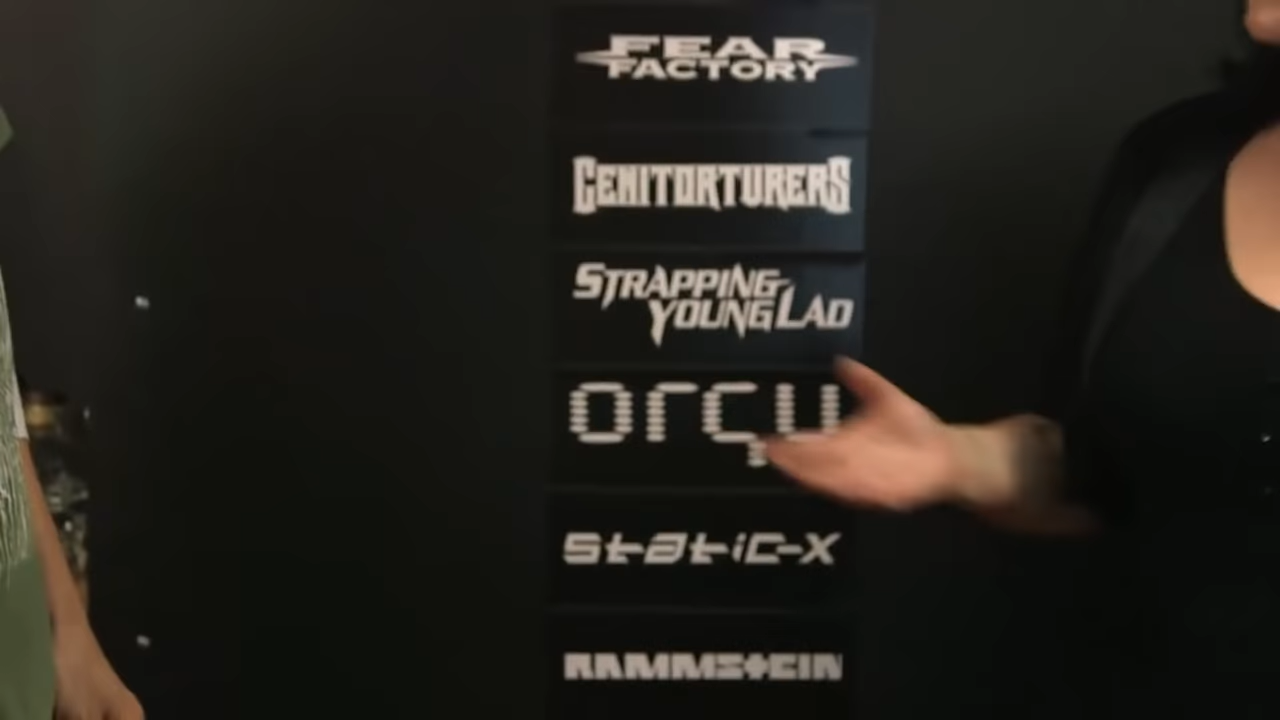 FEAR
FACTORY
GENITORTURERS
STRAPPING
YOUNG LAD
orgy
static-x
RAMMSTEIN